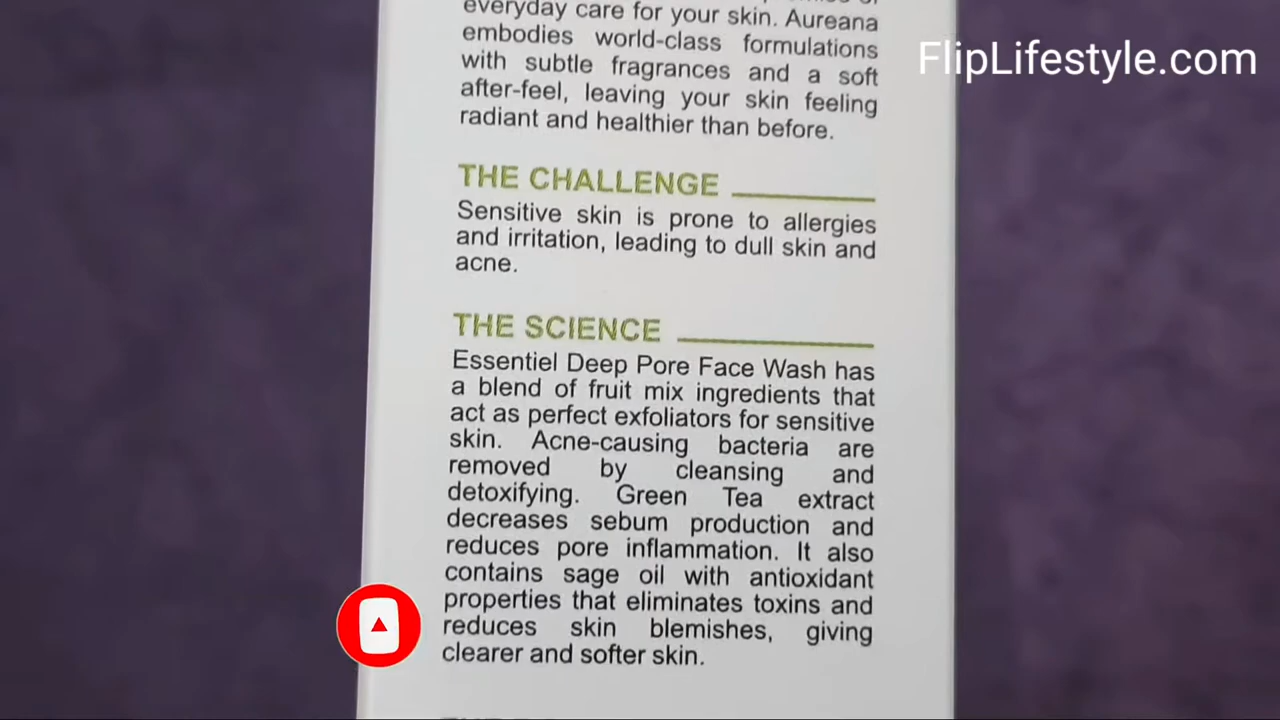 everyday care for your skin. Aureana
embodies world-class formulations
with subtle fragrances and a soft
after-feel, leaving your skin feeling
radiant and healthier than before.
FlipLifestyle.com
THE CHALLENGE
Sensitive skin is prone to allergies
and irritation, leading to dull skin and
acne.
THE SCIENCE
Essentiel Deep Pore Face Wash has
a blend of fruit mix ingredients that
act as perfect exfoliators for sensitive
skin. Acne-causing bacteria are
removed by cleansing and
detoxifying. Green Tea extract
decreases sebum production and
reduces pore inflammation. It also
contains sage oil with antioxidant
properties that eliminates toxins and
reduces skin blemishes, giving
clearer and softer skin.